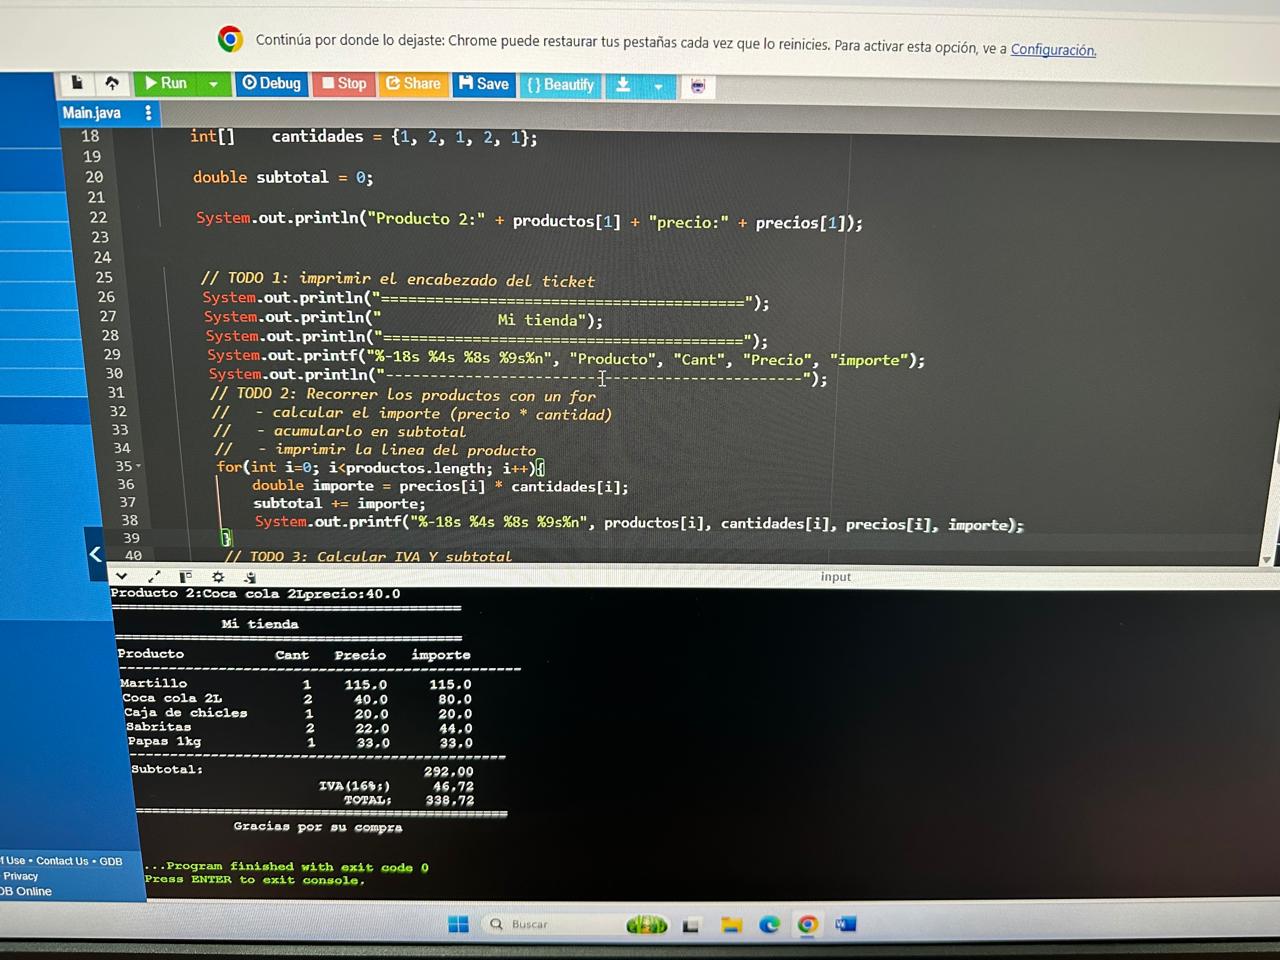 Continúa por donde lo dejaste: Chrome puede restaurar tus pestañas cada vez que lo reinicies. Para activar esta opción, ve a Configuración.
Run Debug Stop Share Save {} Beautify
Main.java
18 int[] cantidades = {1, 2, 1, 2, 1};
19
20 double subtotal = 0;
21
22 System.out.println("Producto 2:" + productos[1] + "precio:" + precios[1]);
23
24
25 // TODO 1: imprimir el encabezado del ticket
26 System.out.println("========================================");
27 System.out.println(" Mi tienda");
28 System.out.println("========================================");
29 System.out.printf("%-18s %4s %8s %9s%n", "Producto", "Cant", "Precio", "importe");
30 System.out.println("-----------------------------------------------");
31 // TODO 2: Recorrer los productos con un for
32 // - calcular el importe (precio * cantidad)
33 // - acumularlo en subtotal
34 // - imprimir la linea del producto
35 for(int i=0; i<productos.length; i++){
36 double importe = precios[i] * cantidades[i];
37 subtotal += importe;
38 System.out.printf("%-18s %4s %8s %9s%n", productos[i], cantidades[i], precios[i], importe);
39 }
40 // TODO 3: Calcular IVA Y subtotal
input
Producto 2:Coca cola 2Lprecio:40.0
========================================
Mi tienda
========================================
Producto Cant Precio importe
-----------------------------------------------
Martillo 1 115.0 115.0
Coca cola 2L 2 40.0 80.0
Caja de chicles 1 20.0 20.0
Sabritas 2 22.0 44.0
Papas 1kg 1 33.0 33.0
--------------------------------------------
Subtotal: 292.00
IVA(16%:) 46.72
TOTAL: 338.72
===========================================
Gracias por su compra
...Program finished with exit code 0
Press ENTER to exit console.
Use • Contact Us • GDB
Privacy
DB Online
Buscar